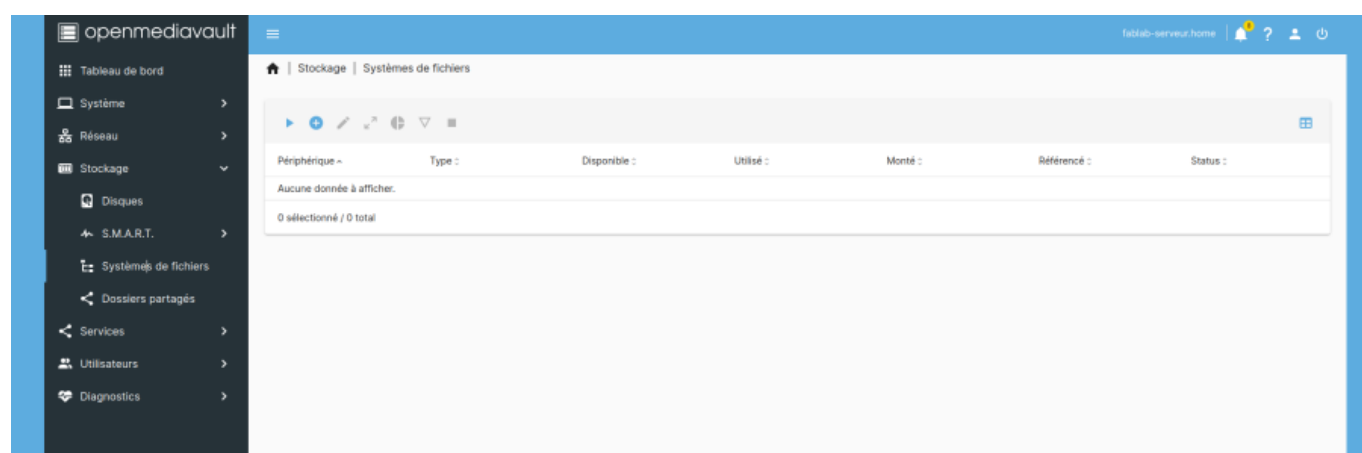 openmediavault
fablab-serveur.home | ?
Tableau de bord
Système
Réseau
Stockage
Disques
S.M.A.R.T.
Systèmes de fichiers
Dossiers partagés
Services
Utilisateurs
Diagnostics
| Stockage | Systèmes de fichiers
Périphérique Type Disponible Utilisé Monté Référencé Status
Aucune donnée à afficher.
0 sélectionné / 0 total